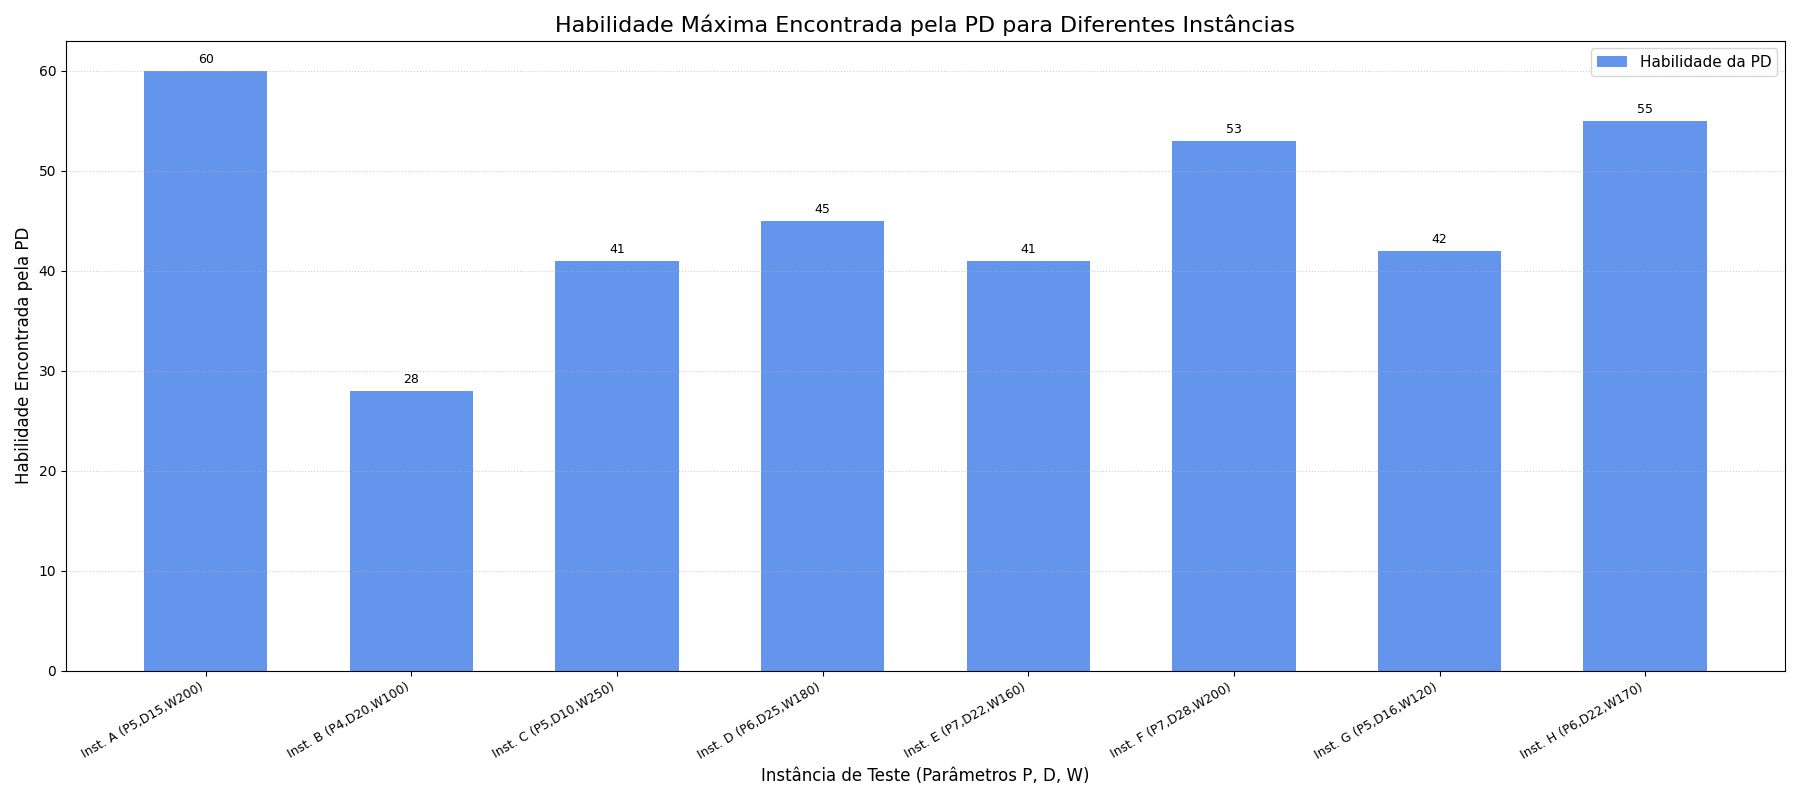 Habilidade Máxima Encontrada pela PD para Diferentes Instâncias
Habilidade da PD
Habilidade Encontrada pela PD
60
50
40
30
20
10
0
60
28
41
45
41
53
42
55
Inst. A (P5,D15,W200)
Inst. B (P4,D20,W100)
Inst. C (P5,D10,W250)
Inst. D (P6,D25,W180)
Inst. E (P7,D22,W160)
Inst. F (P7,D28,W200)
Inst. G (P5,D16,W120)
Inst. H (P6,D22,W170)
Instância de Teste (Parâmetros P, D, W)